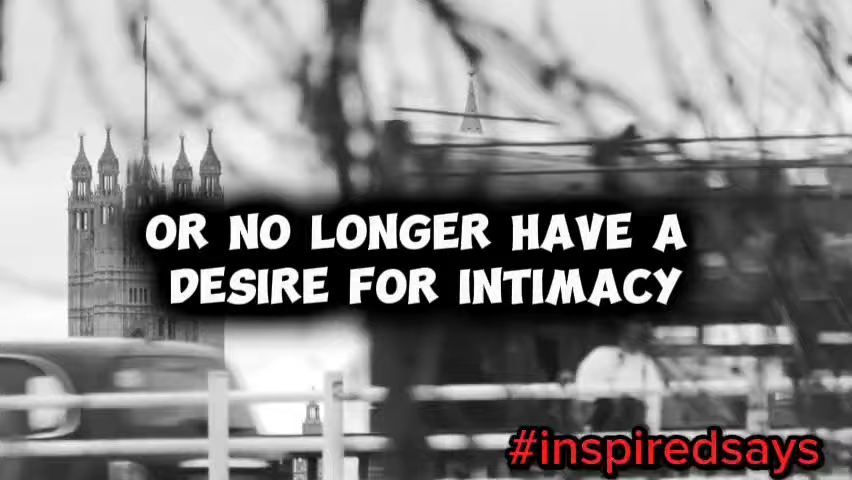 OR NO LONGER HAVE A
DESIRE FOR INTIMACY
#inspiredsays